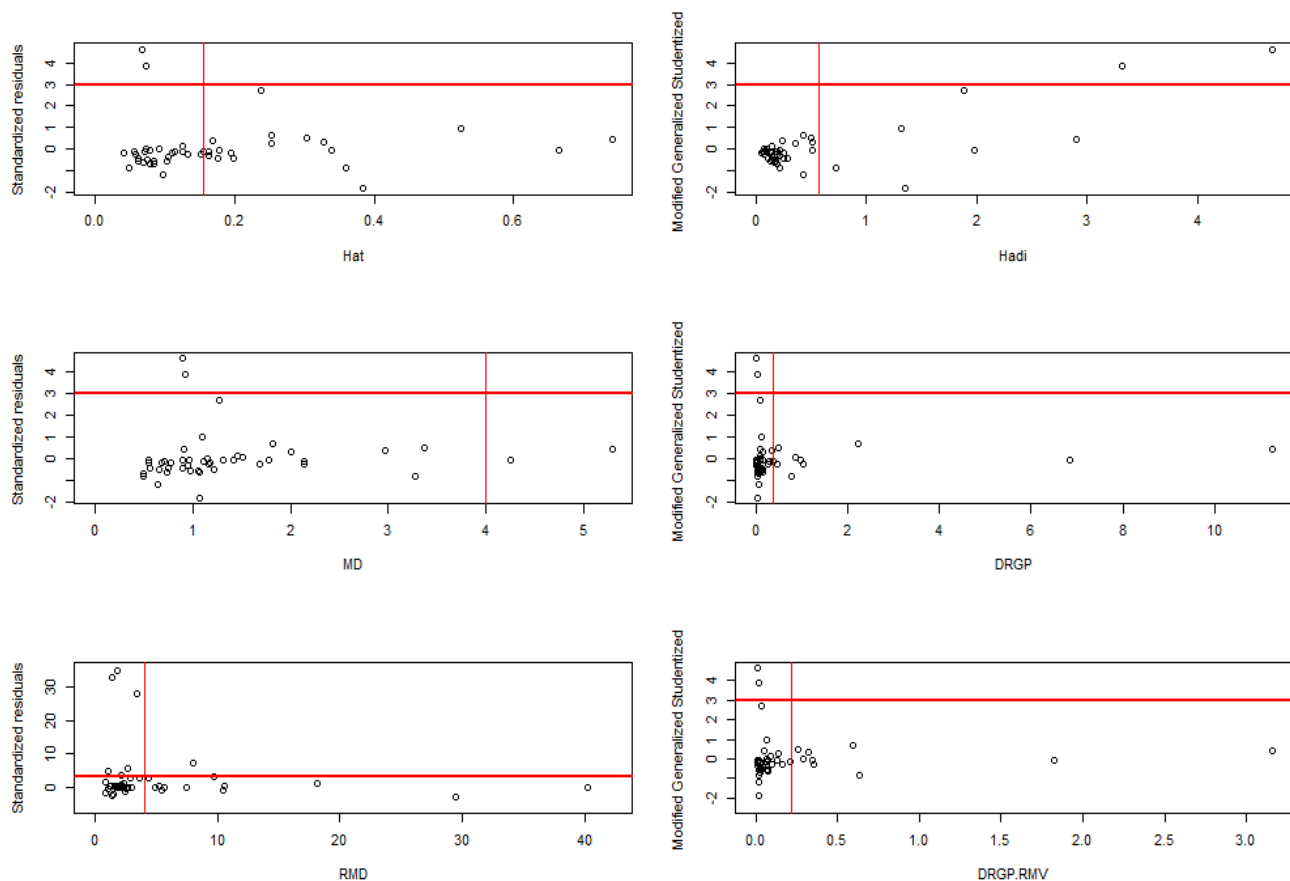 Standardized residuals
4
3
2
1
0
-2
0.0 0.2 0.4 0.6
Hat
Modified Generalized Studentized
4
3
2
1
0
-2
0 1 2 3 4
Hadi
Standardized residuals
4
3
2
1
0
-2
0 1 2 3 4 5
MD
Modified Generalized Studentized
4
3
2
1
0
-2
0 2 4 6 8 10
DRGP
Standardized residuals
30
20
10
0
0 10 20 30 40
RMD
Modified Generalized Studentized
4
3
2
1
0
-2
0.0 0.5 1.0 1.5 2.0 2.5 3.0
DRGP.RMV